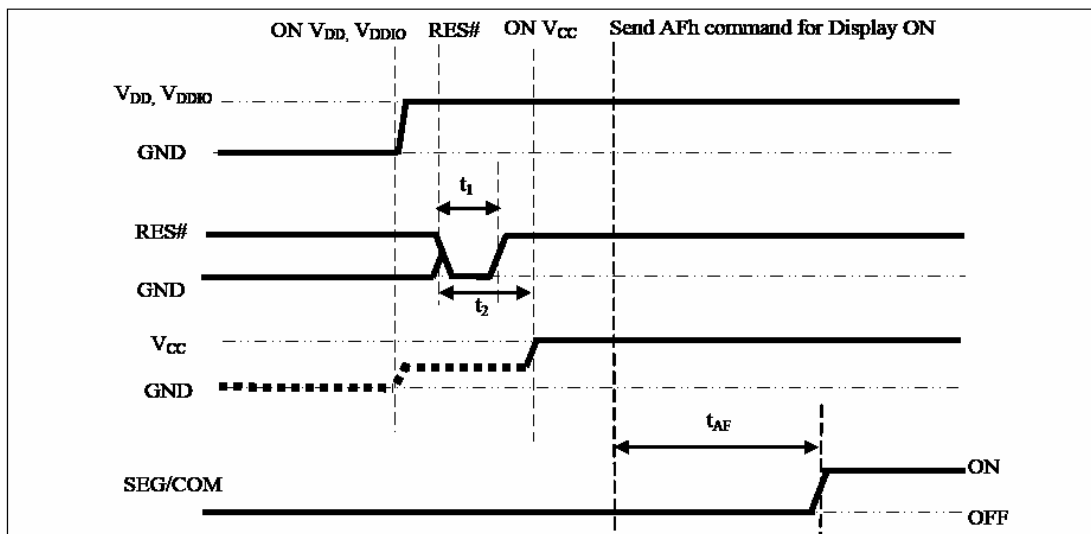 ON VDD, VDDIO RES# ON VCC Send AFh command for Display ON
VDD, VDDIO
GND
t1
RES#
GND
t2
VCC
GND
tAF
ON
SEG/COM
OFF